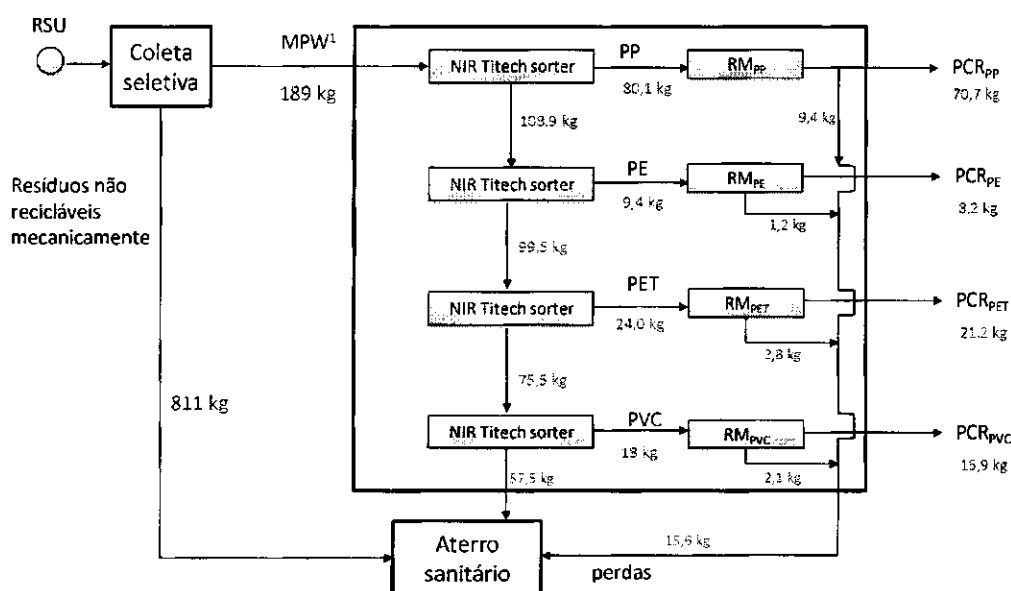 RSU
Coleta
seletiva
MPW¹
189 kg
NIR Titech sorter
PP
80,1 kg
RM_PP
PCR_PP
70,7 kg
108,9 kg
9,4 kg
NIR Titech sorter
PE
9,4 kg
RM_PE
PCR_PE
8,2 kg
1,2 kg
Resíduos não
recicláveis
mecanicamente
99,5 kg
NIR Titech sorter
PET
24,0 kg
RM_PET
PCR_PET
21,2 kg
2,8 kg
75,5 kg
811 kg
NIR Titech sorter
PVC
18 kg
RM_PVC
PCR_PVC
15,9 kg
2,1 kg
57,5 kg
Aterro
sanitário
15,6 kg
perdas